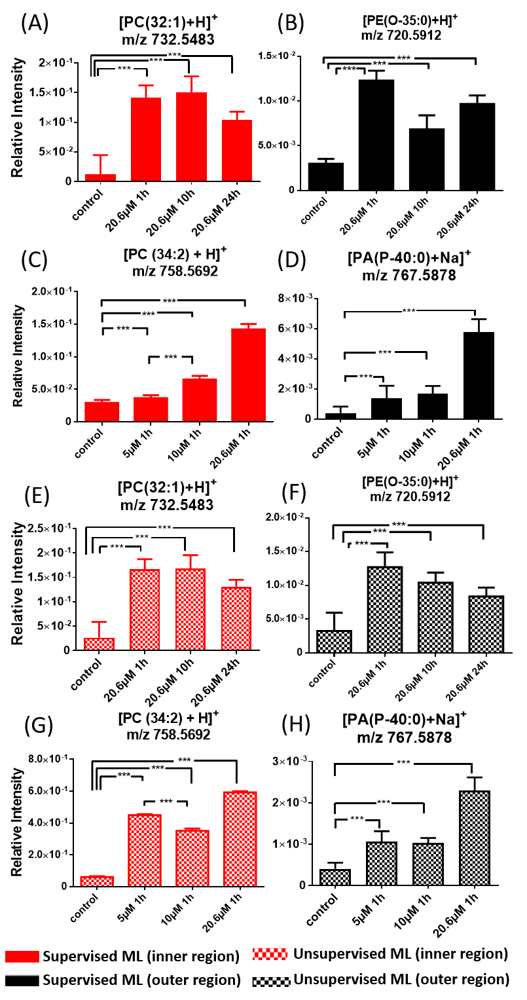 (A)
[PC(32:1)+H]+
m/z 732.5483
Relative Intensity
2×10-1
1.5×10-1
1×10-1
5×10-2
0
***
***
***
control
20.6μM 1h
20.6μM 10h
20.6μM 24h
(B)
[PE(O-35:0)+H]+
m/z 720.5912
1.5×10-2
1.0×10-2
5.0×10-3
0
***
***
***
control
20.6μM 1h
20.6μM 10h
20.6μM 24h
(C)
[PC (34:2) + H]+
m/z 758.5692
Relative Intensity
2.0×10-1
1.5×10-1
1.0×10-1
5.0×10-2
0
***
***
***
***
control
5μM 1h
10μM 1h
20.6μM 1h
(D)
[PA(P-40:0)+Na]+
m/z 767.5878
8×10-3
6×10-3
4×10-3
2×10-3
0
***
***
***
control
5μM 1h
10μM 1h
20.6μM 1h
(E)
[PC(32:1)+H]+
m/z 732.5483
Relative Intensity
2.5×10-1
2×10-1
1.5×10-1
1×10-1
5×10-2
0
***
***
***
control
20.6μM 1h
20.6μM 10h
20.6μM 24h
(F)
[PE(O-35:0)+H]+
m/z 720.5912
2.0×10-2
1.5×10-2
1.0×10-2
5.0×10-3
0
***
***
***
control
20.6μM 1h
20.6μM 10h
20.6μM 24h
(G)
[PC (34:2) + H]+
m/z 758.5692
Relative Intensity
8.0×10-1
6.0×10-1
4.0×10-1
2.0×10-1
0
***
***
***
***
control
5μM 1h
10μM 1h
20.6μM 1h
(H)
[PA(P-40:0)+Na]+
m/z 767.5878
3×10-3
2×10-3
1×10-3
0
***
***
***
control
5μM 1h
10μM 1h
20.6μM 1h
Supervised ML (inner region)
Unsupervised ML (inner region)
Supervised ML (outer region)
Unsupervised ML (outer region)